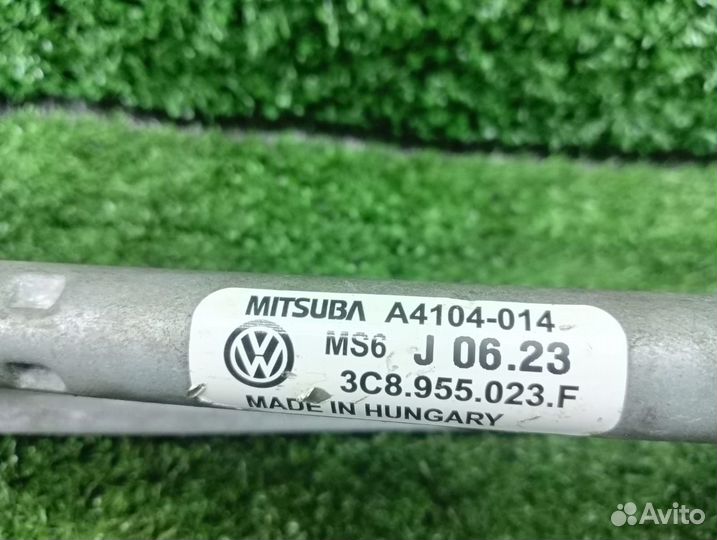 MITSUBA A4104-014
MS6 J 06.23
3C8.955.023.F
MADE IN HUNGARY
Avito